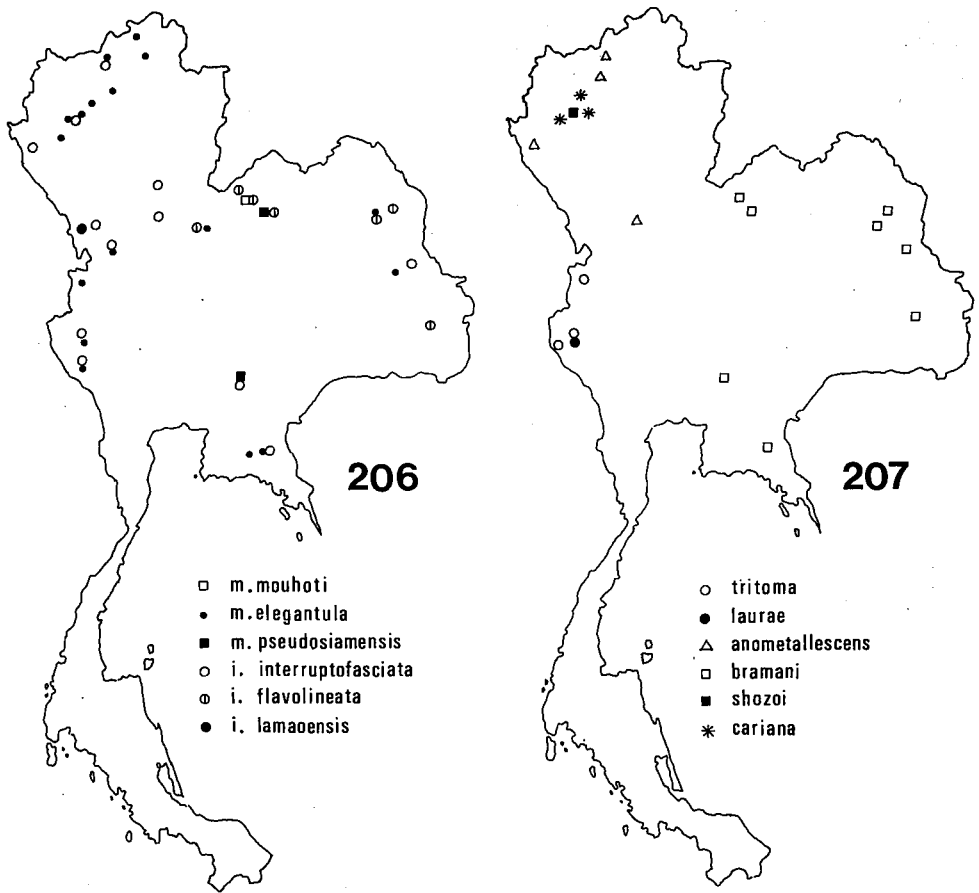 206
m. mouhoti
m. elegantula
m. pseudosiamensis
i. interruptofasciata
i. flavolineata
i. lamaoensis
207
tritoma
laurae
anometallescens
bramani
shozoi
cariana